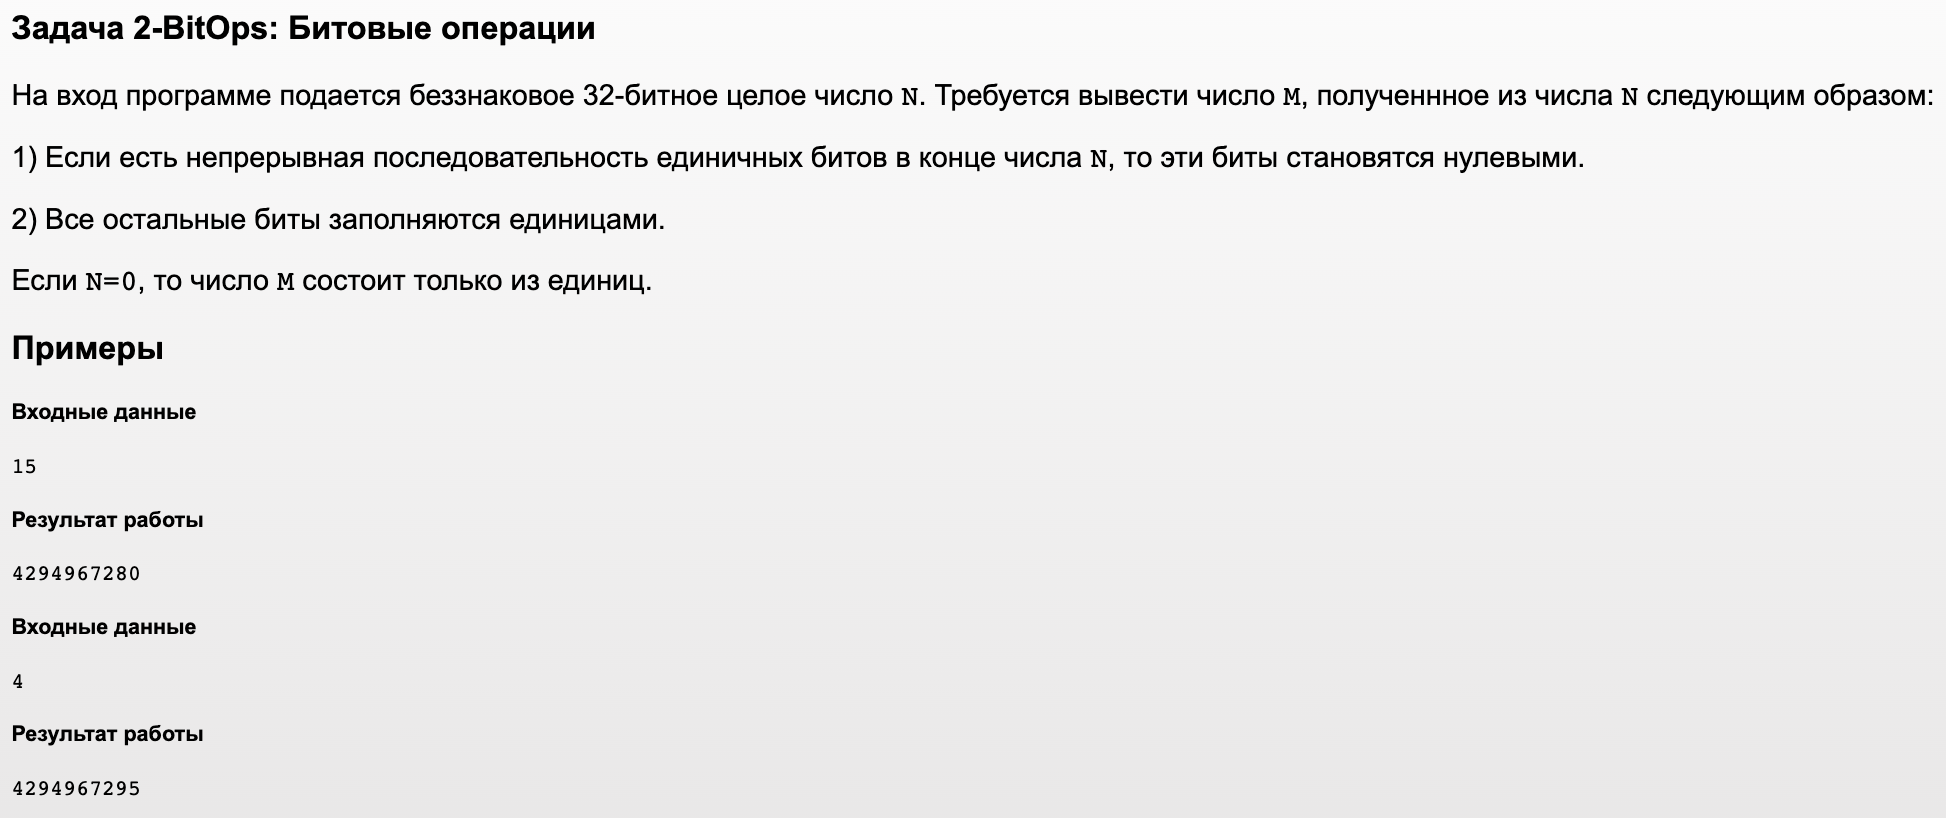 Задача 2-BitOps: Битовые операции
На вход программе подается беззнаковое 32-битное целое число N. Требуется вывести число M, полученнное из числа N следующим образом:
1) Если есть непрерывная последовательность единичных битов в конце числа N, то эти биты становятся нулевыми.
2) Все остальные биты заполняются единицами.
Если N=0, то число M состоит только из единиц.
Примеры
Входные данные
15
Результат работы
4294967280
Входные данные
4
Результат работы
4294967295